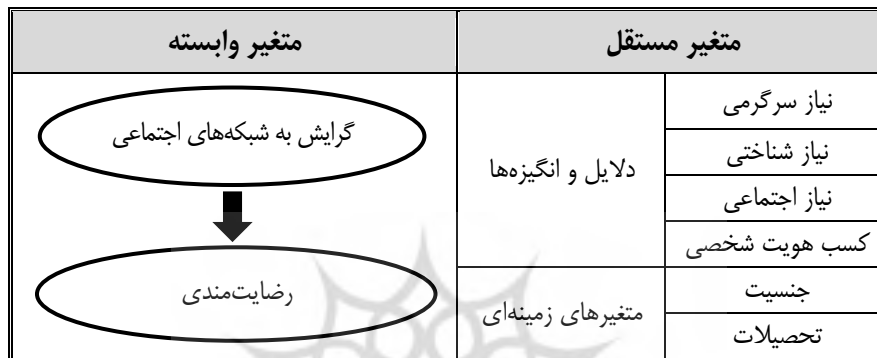 متغیر مستقل
متغیر وابسته
نیاز سرگرمی
نیاز شناختی
نیاز اجتماعی
کسب هویت شخصی
دلایل و انگیزه‌ها
جنسیت
تحصیلات
متغیرهای زمینه‌ای
گرایش به شبکه‌های اجتماعی
رضایت‌مندی